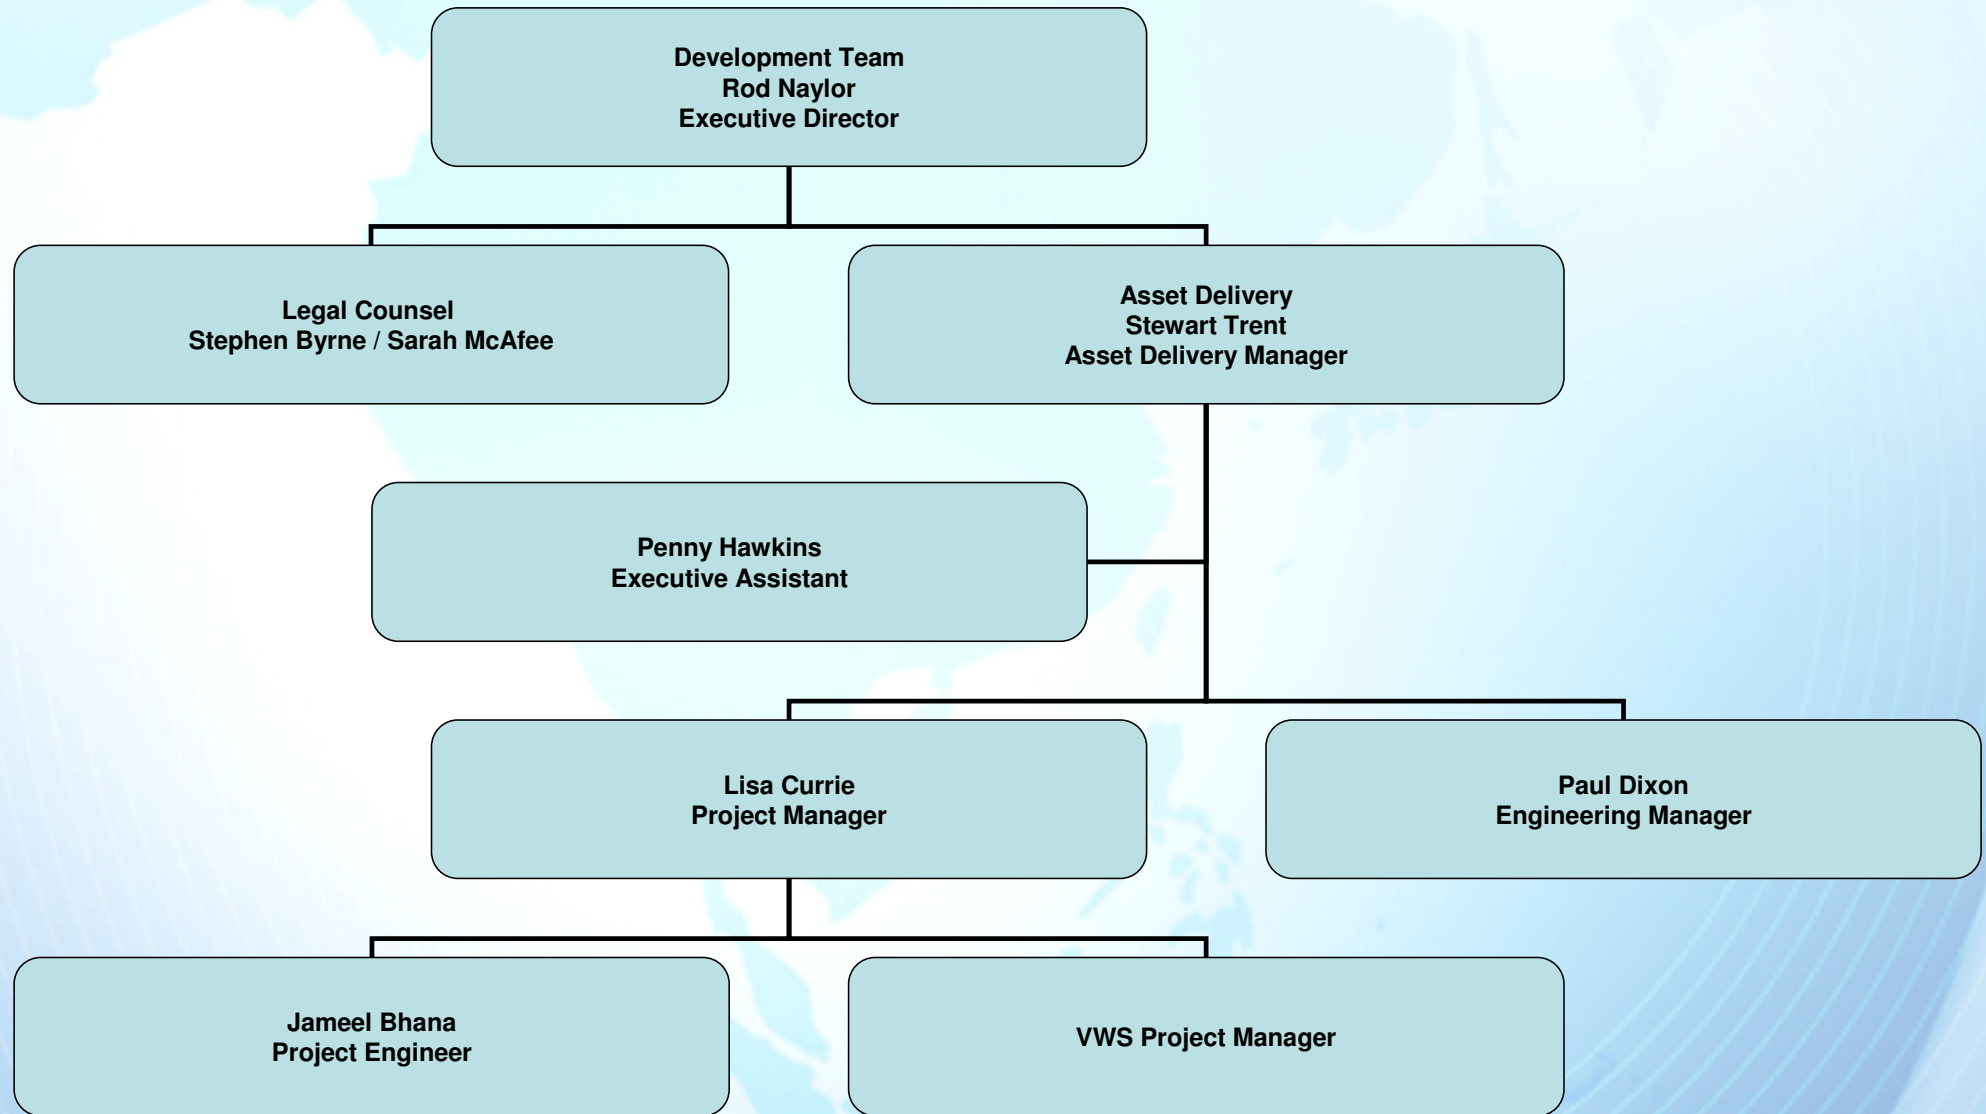 Development Team
Rod Naylor
Executive Director
Legal Counsel
Stephen Byrne / Sarah McAfee
Asset Delivery
Stewart Trent
Asset Delivery Manager
Penny Hawkins
Executive Assistant
Lisa Currie
Project Manager
Paul Dixon
Engineering Manager
Jameel Bhana
Project Engineer
VWS Project Manager